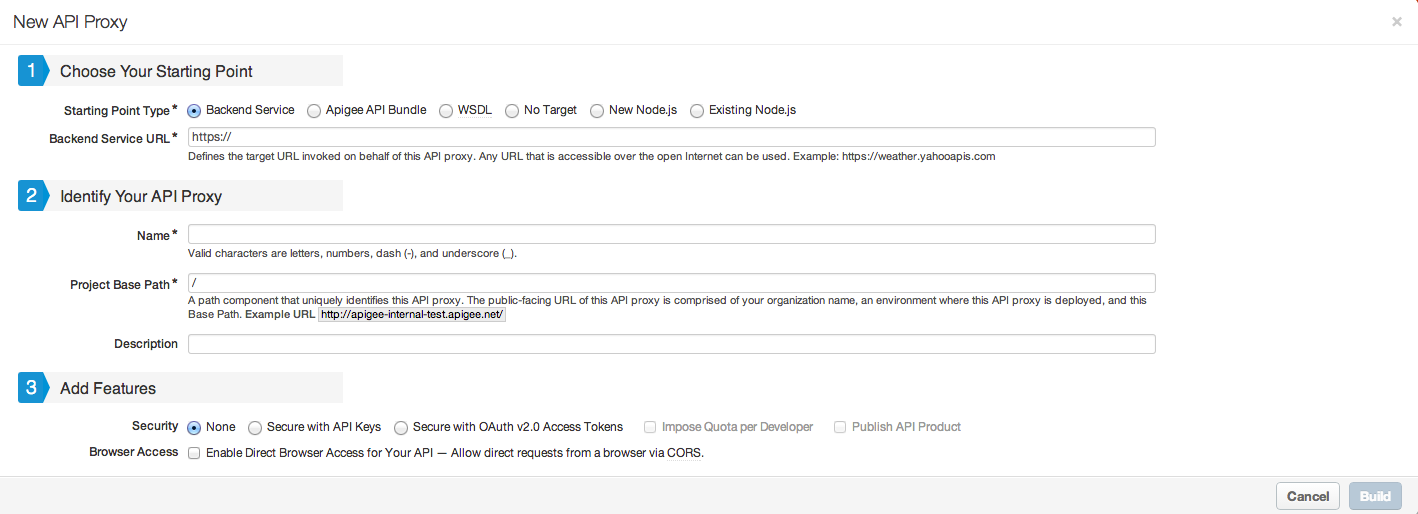 New API Proxy ×
1 Choose Your Starting Point
Starting Point Type * Backend Service Apigee API Bundle WSDL No Target New Node.js Existing Node.js
Backend Service URL * https://
Defines the target URL invoked on behalf of this API proxy. Any URL that is accessible over the open Internet can be used. Example: https://weather.yahooapis.com
2 Identify Your API Proxy
Name *
Valid characters are letters, numbers, dash (-), and underscore (_).
Project Base Path * /
A path component that uniquely identifies this API proxy. The public-facing URL of this API proxy is comprised of your organization name, an environment where this API proxy is deployed, and this
Base Path. Example URL http://apigee-internal-test.apigee.net/
Description
3 Add Features
Security None Secure with API Keys Secure with OAuth v2.0 Access Tokens Impose Quota per Developer Publish API Product
Browser Access Enable Direct Browser Access for Your API — Allow direct requests from a browser via CORS.
Cancel Build